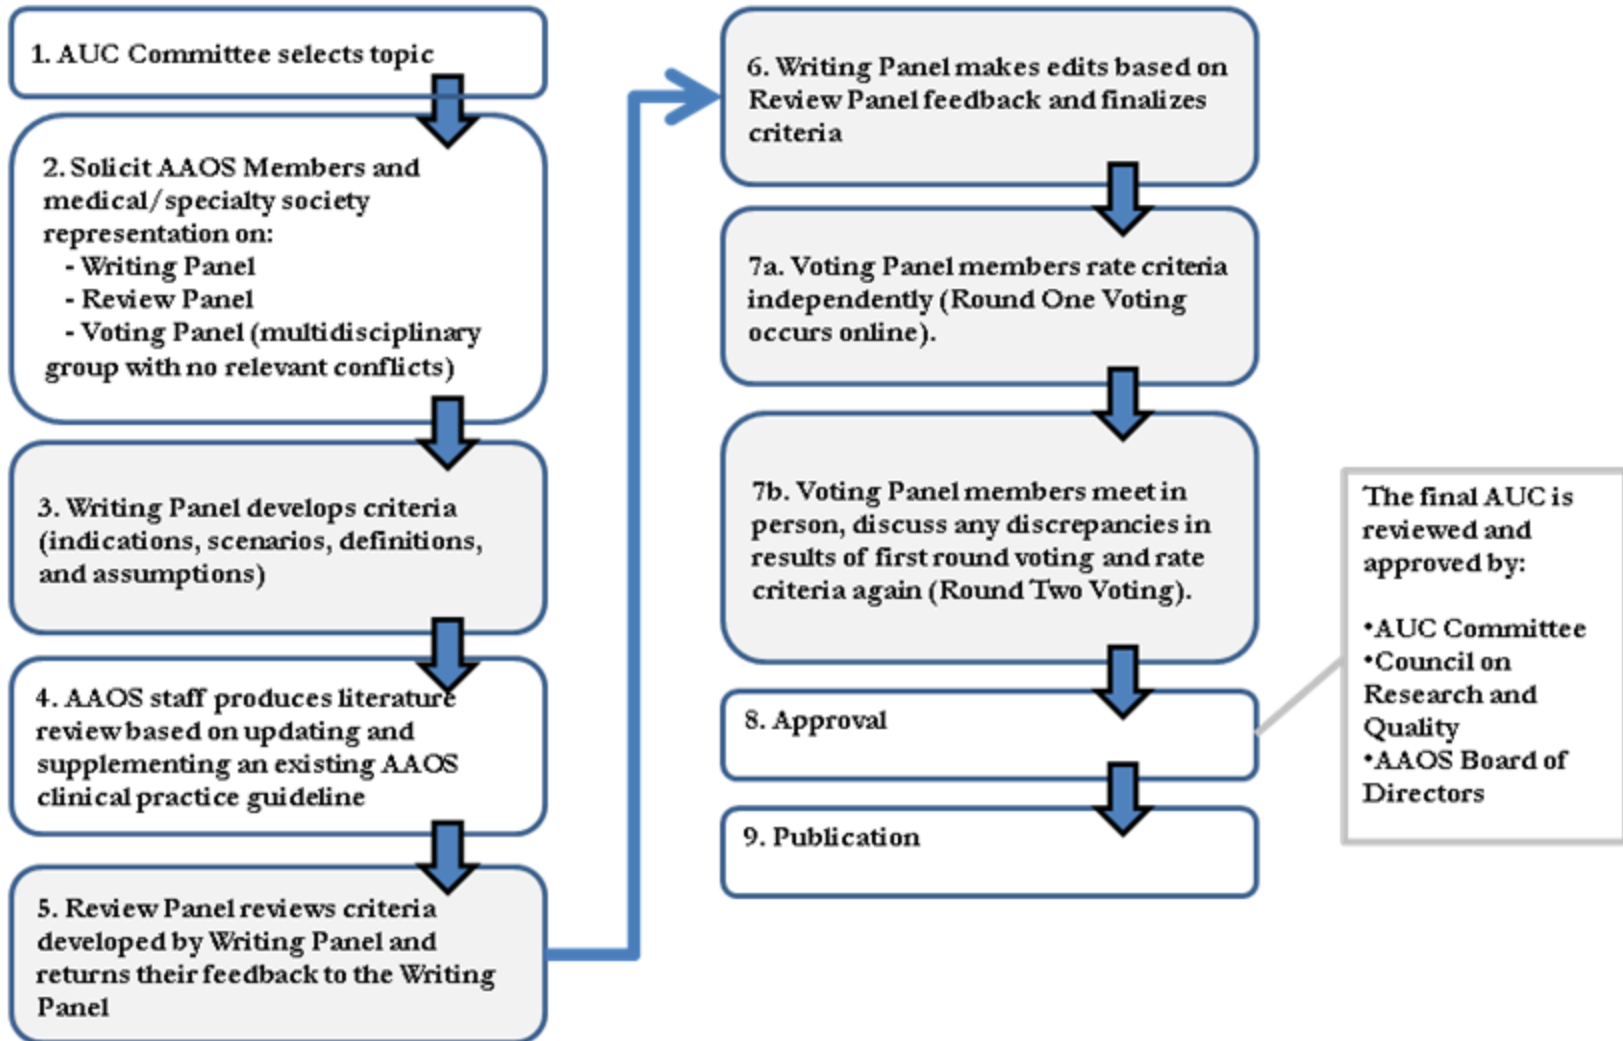 1. AUC Committee selects topic
2. Solicit AAOS Members and
medical/specialty society
representation on:
- Writing Panel
- Review Panel
- Voting Panel (multidisciplinary
group with no relevant conflicts)
3. Writing Panel develops criteria
(indications, scenarios, definitions,
and assumptions)
4. AAOS staff produces literature
review based on updating and
supplementing an existing AAOS
clinical practice guideline
5. Review Panel reviews criteria
developed by Writing Panel and
returns their feedback to the Writing
Panel
6. Writing Panel makes edits based on
Review Panel feedback and finalizes
criteria
7a. Voting Panel members rate criteria
independently (Round One Voting
occurs online).
7b. Voting Panel members meet in
person, discuss any discrepancies in
results of first round voting and rate
criteria again (Round Two Voting).
8. Approval
9. Publication
The final AUC is
reviewed and
approved by:
•AUC Committee
•Council on
Research and
Quality
•AAOS Board of
Directors